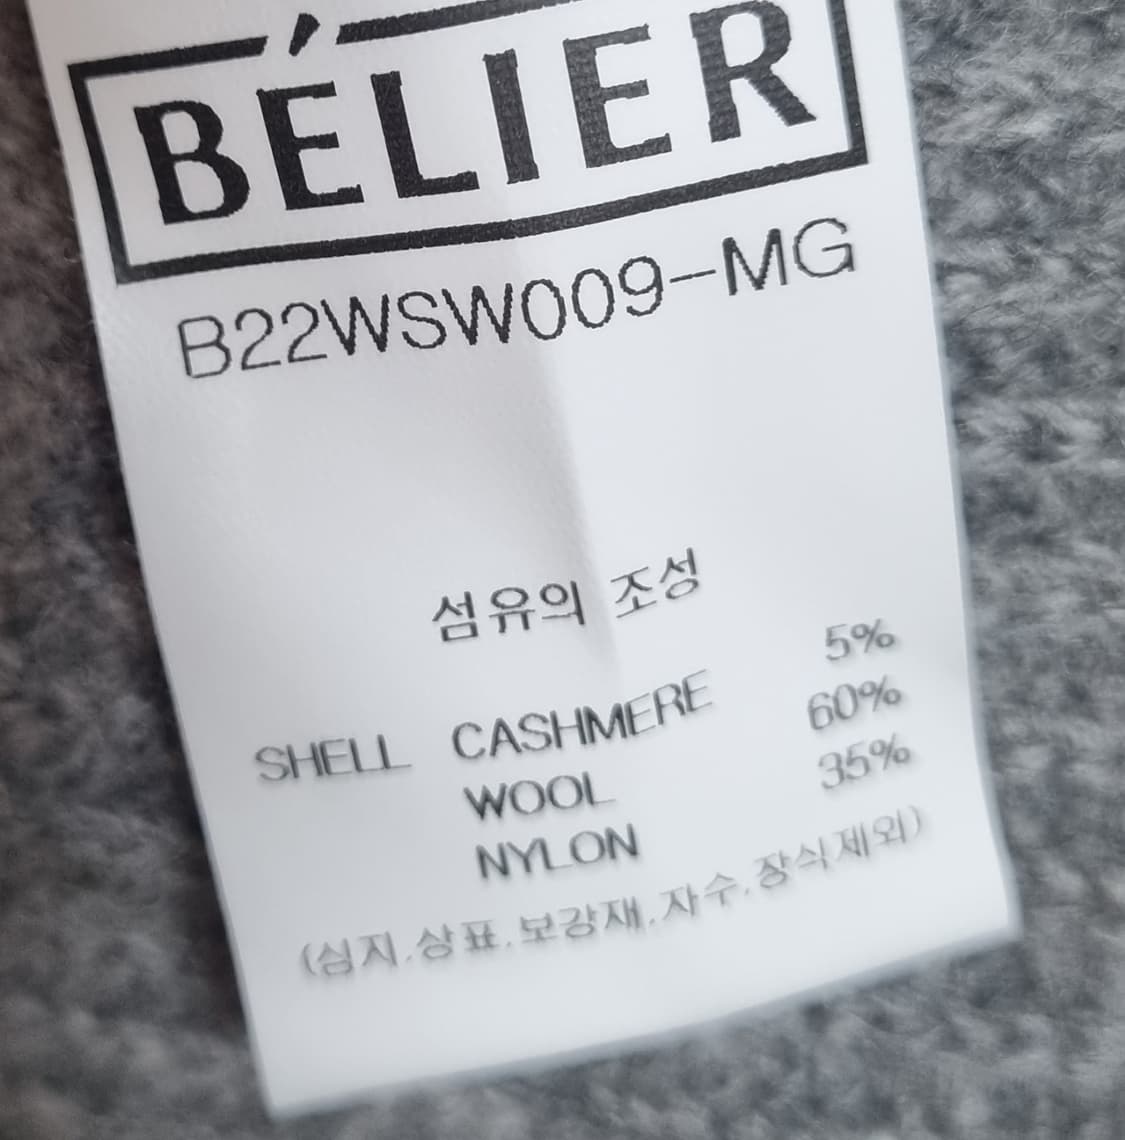 BÉLIER
B22WSW009-MG
섬유의 조성
SHELL CASHMERE 5%
WOOL 60%
NYLON 35%
(심지.상표.보강재.자수.장식제외)